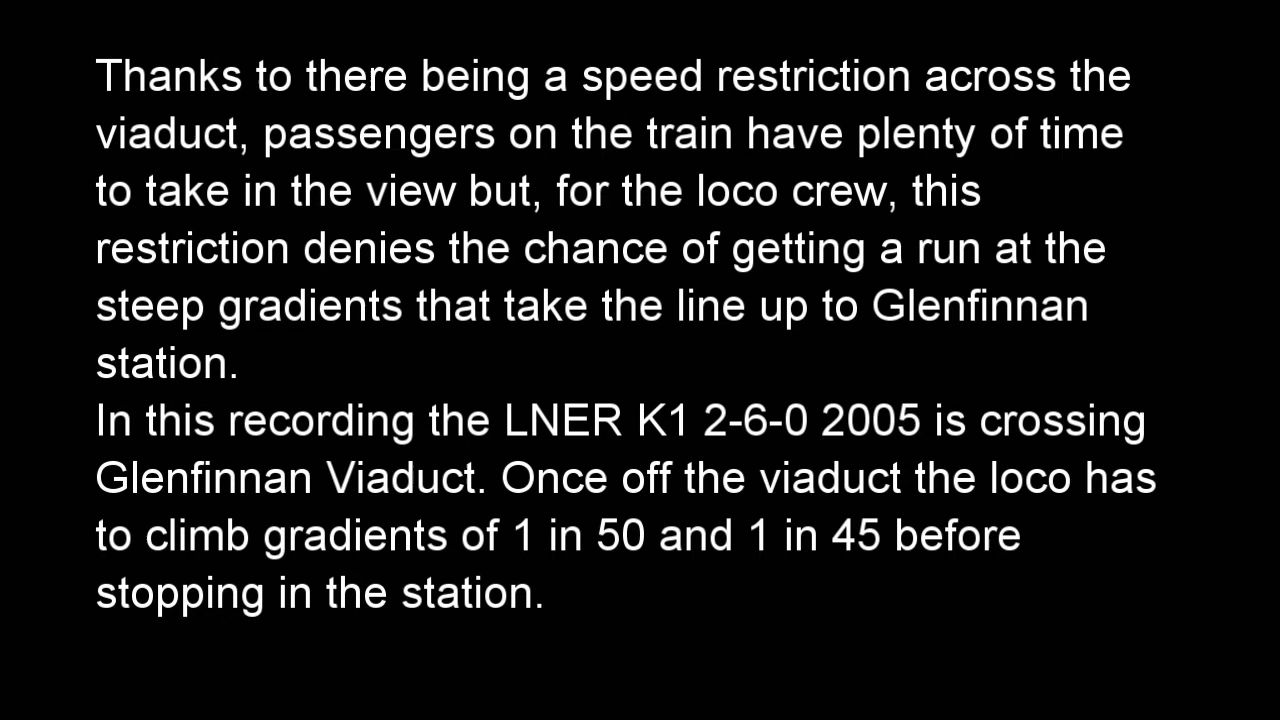 Thanks to there being a speed restriction across the
viaduct, passengers on the train have plenty of time
to take in the view but, for the loco crew, this
restriction denies the chance of getting a run at the
steep gradients that take the line up to Glenfinnan
station.
In this recording the LNER K1 2-6-0 2005 is crossing
Glenfinnan Viaduct. Once off the viaduct the loco has
to climb gradients of 1 in 50 and 1 in 45 before
stopping in the station.